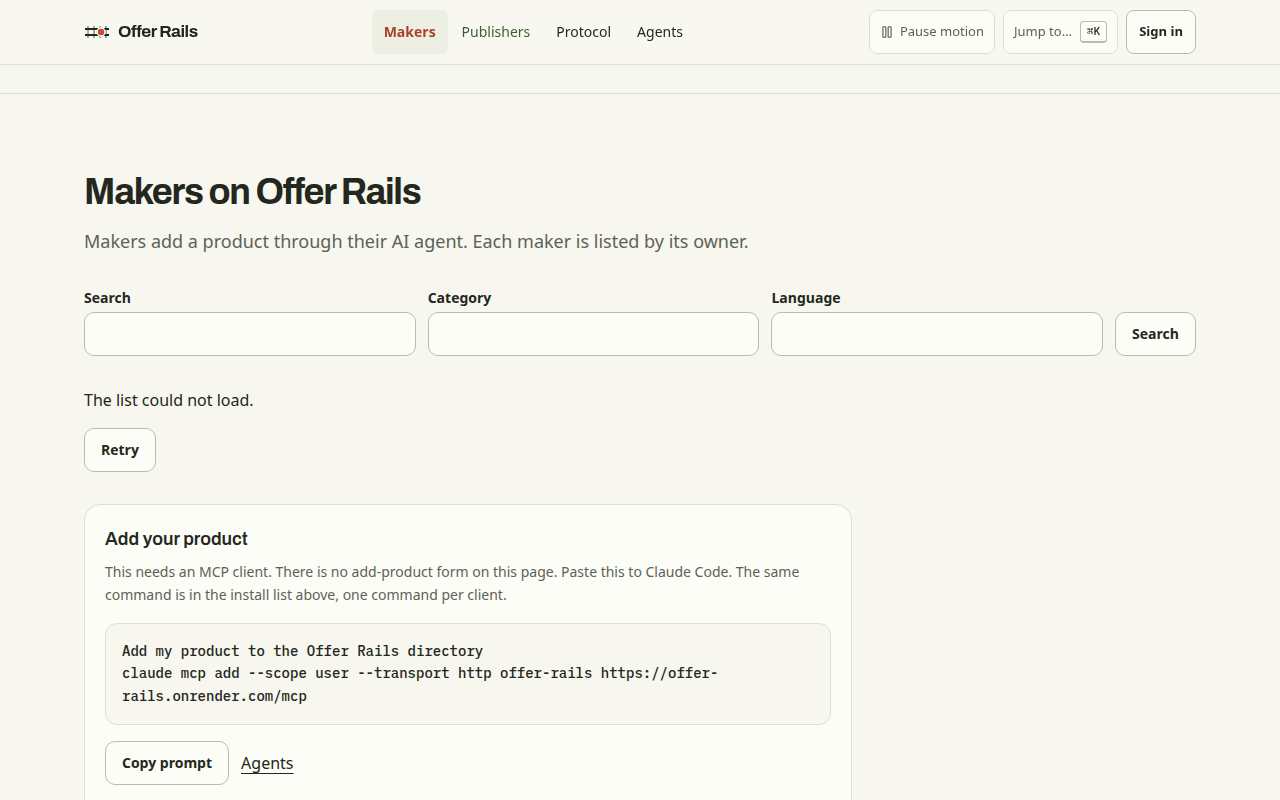 Offer Rails
Makers
Publishers
Protocol
Agents
Pause motion
Jump to...
⌘K
Sign in
Makers on Offer Rails
Makers add a product through their AI agent. Each maker is listed by its owner.
Search
Category
Language
Search
The list could not load.
Retry
Add your product
This needs an MCP client. There is no add-product form on this page. Paste this to Claude Code. The same
command is in the install list above, one command per client.
Add my product to the Offer Rails directory
claude mcp add --scope user --transport http offer-rails https://offer-
rails.onrender.com/mcp
Copy prompt
Agents